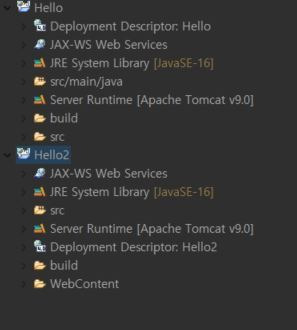 Hello
Deployment Descriptor: Hello
JAX-WS Web Services
JRE System Library [JavaSE-16]
src/main/java
Server Runtime [Apache Tomcat v9.0]
build
src
Hello2
JAX-WS Web Services
JRE System Library [JavaSE-16]
src
Server Runtime [Apache Tomcat v9.0]
Deployment Descriptor: Hello2
build
WebContent